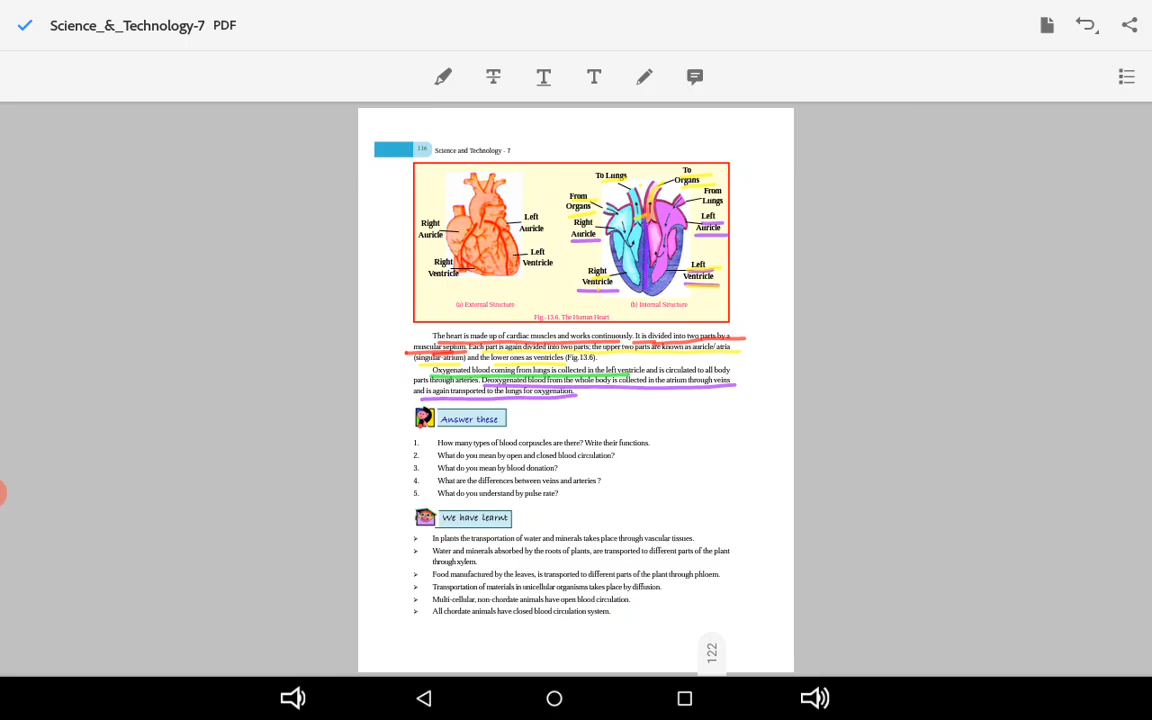 Science_&_Technology-7 PDF
116 Science and Technology - 7
To Lungs
To
Organs
From
Organs
From
Lungs
Right
Auricle
Left
Auricle
Left
Auricle
Right
Auricle
Left
Ventricle
Right
Ventricle
Left
Ventricle
Right
Ventricle
(a) External Structure
(b) Internal Structure
Fig. 13.6. The Human Heart
The heart is made up of cardiac muscles and works continuously. It is divided into two parts by a
muscular septum. Each part is again divided into two parts; the upper two parts are known as auricle/ atria
(singular-atrium) and the lower ones as ventricles (Fig.13.6).
Oxygenated blood coming from lungs is collected in the left ventricle and is circulated to all body
parts through arteries. Deoxygenated blood from the whole body is collected in the atrium through veins
and is again transported to the lungs for oxygenation.
Answer these
1. How many types of blood corpuscles are there? Write their functions.
2. What do you mean by open and closed blood circulation?
3. What do you mean by blood donation?
4. What are the differences between veins and arteries ?
5. What do you understand by pulse rate?
We have learnt
➢ In plants the transportation of water and minerals takes place through vascular tissues.
➢ Water and minerals absorbed by the roots of plants, are transported to different parts of the plant
through xylem.
➢ Food manufactured by the leaves, is transported to different parts of the plant through phloem.
➢ Transportation of materials in unicellular organisms takes place by diffusion.
➢ Multi-cellular, non-chordate animals have open blood circulation.
➢ All chordate animals have closed blood circulation system.
122